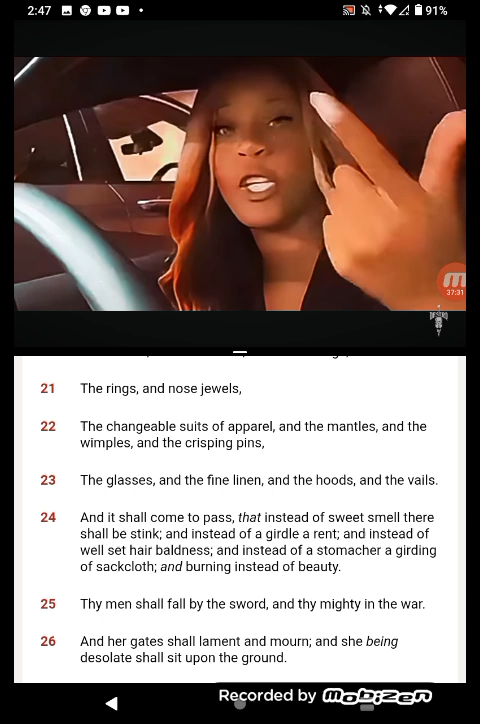 2:47
91%
37:31
21 The rings, and nose jewels,
22 The changeable suits of apparel, and the mantles, and the
wimples, and the crisping pins,
23 The glasses, and the fine linen, and the hoods, and the vails.
24 And it shall come to pass, that instead of sweet smell there
shall be stink; and instead of a girdle a rent; and instead of
well set hair baldness; and instead of a stomacher a girding
of sackcloth; and burning instead of beauty.
25 Thy men shall fall by the sword, and thy mighty in the war.
26 And her gates shall lament and mourn; and she being
desolate shall sit upon the ground.
Recorded by Mobizen